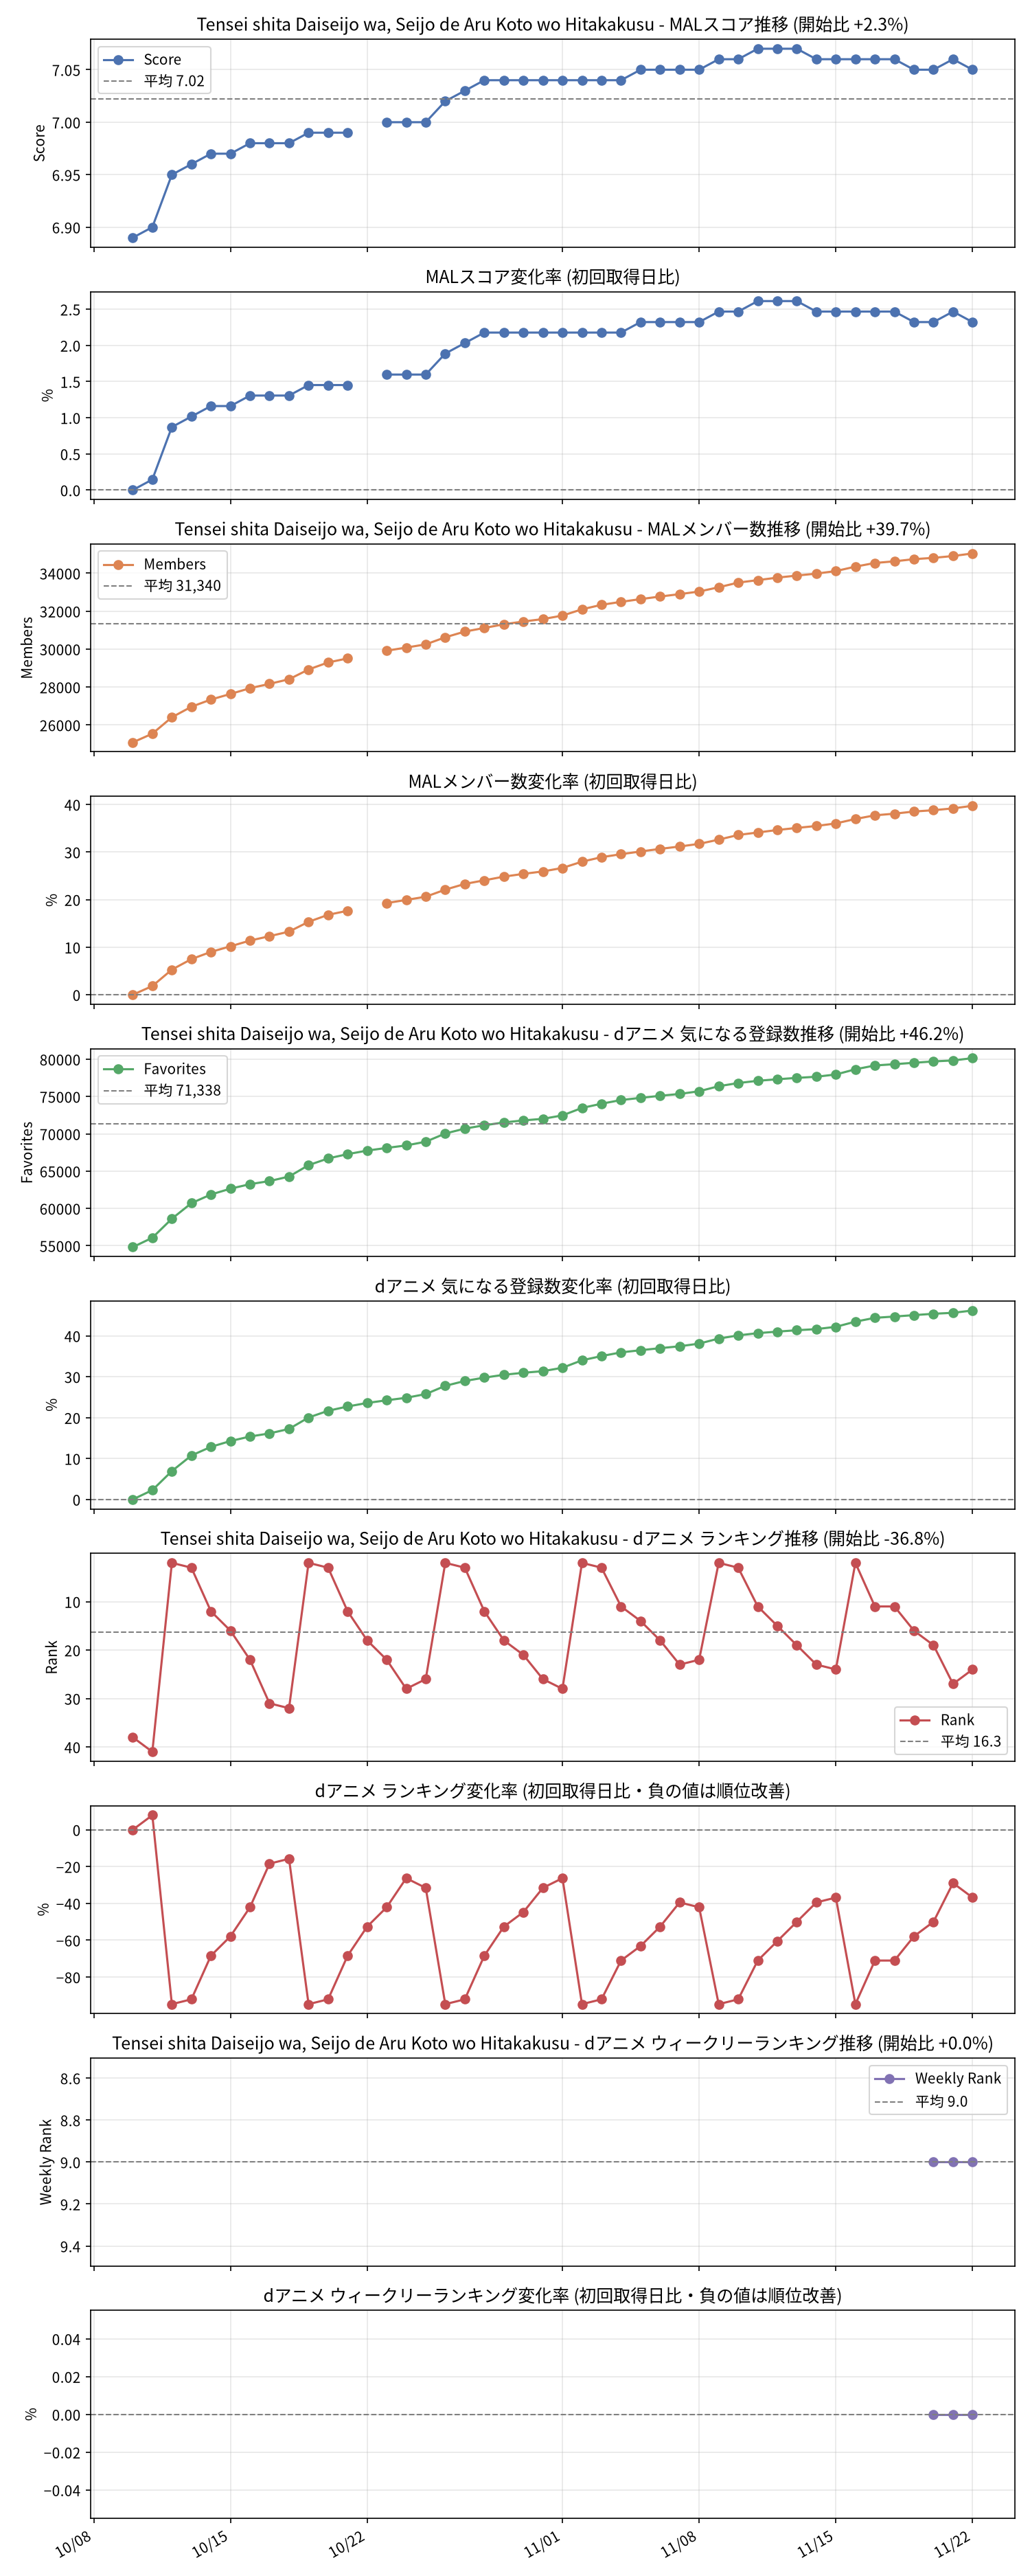 Tensei shita Daiseijo wa, Seijo de Aru Koto wo Hitakakusu - MALスコア推移 (開始比 +2.3%)
Score
平均 7.02
Score
7.05
7.00
6.95
6.90
MALスコア変化率 (初回取得日比)
%
2.5
2.0
1.5
1.0
0.5
0.0
Tensei shita Daiseijo wa, Seijo de Aru Koto wo Hitakakusu - MALメンバー数推移 (開始比 +39.7%)
Members
平均 31,340
Members
34000
32000
30000
28000
26000
MALメンバー数変化率 (初回取得日比)
%
40
30
20
10
0
Tensei shita Daiseijo wa, Seijo de Aru Koto wo Hitakakusu - dアニメ 気になる登録数推移 (開始比 +46.2%)
Favorites
平均 71,338
Favorites
80000
75000
70000
65000
60000
55000
dアニメ 気になる登録数変化率 (初回取得日比)
%
40
30
20
10
0
Tensei shita Daiseijo wa, Seijo de Aru Koto wo Hitakakusu - dアニメ ランキング推移 (開始比 -36.8%)
Rank
10
20
30
40
Rank
平均 16.3
dアニメ ランキング変化率 (初回取得日比・負の値は順位改善)
%
0
−20
−40
−60
−80
Tensei shita Daiseijo wa, Seijo de Aru Koto wo Hitakakusu - dアニメ ウィークリーランキング推移 (開始比 +0.0%)
Weekly Rank
平均 9.0
Weekly Rank
8.6
8.8
9.0
9.2
9.4
dアニメ ウィークリーランキング変化率 (初回取得日比・負の値は順位改善)
%
0.04
0.02
0.00
−0.02
−0.04
10/08
10/15
10/22
11/01
11/08
11/15
11/22